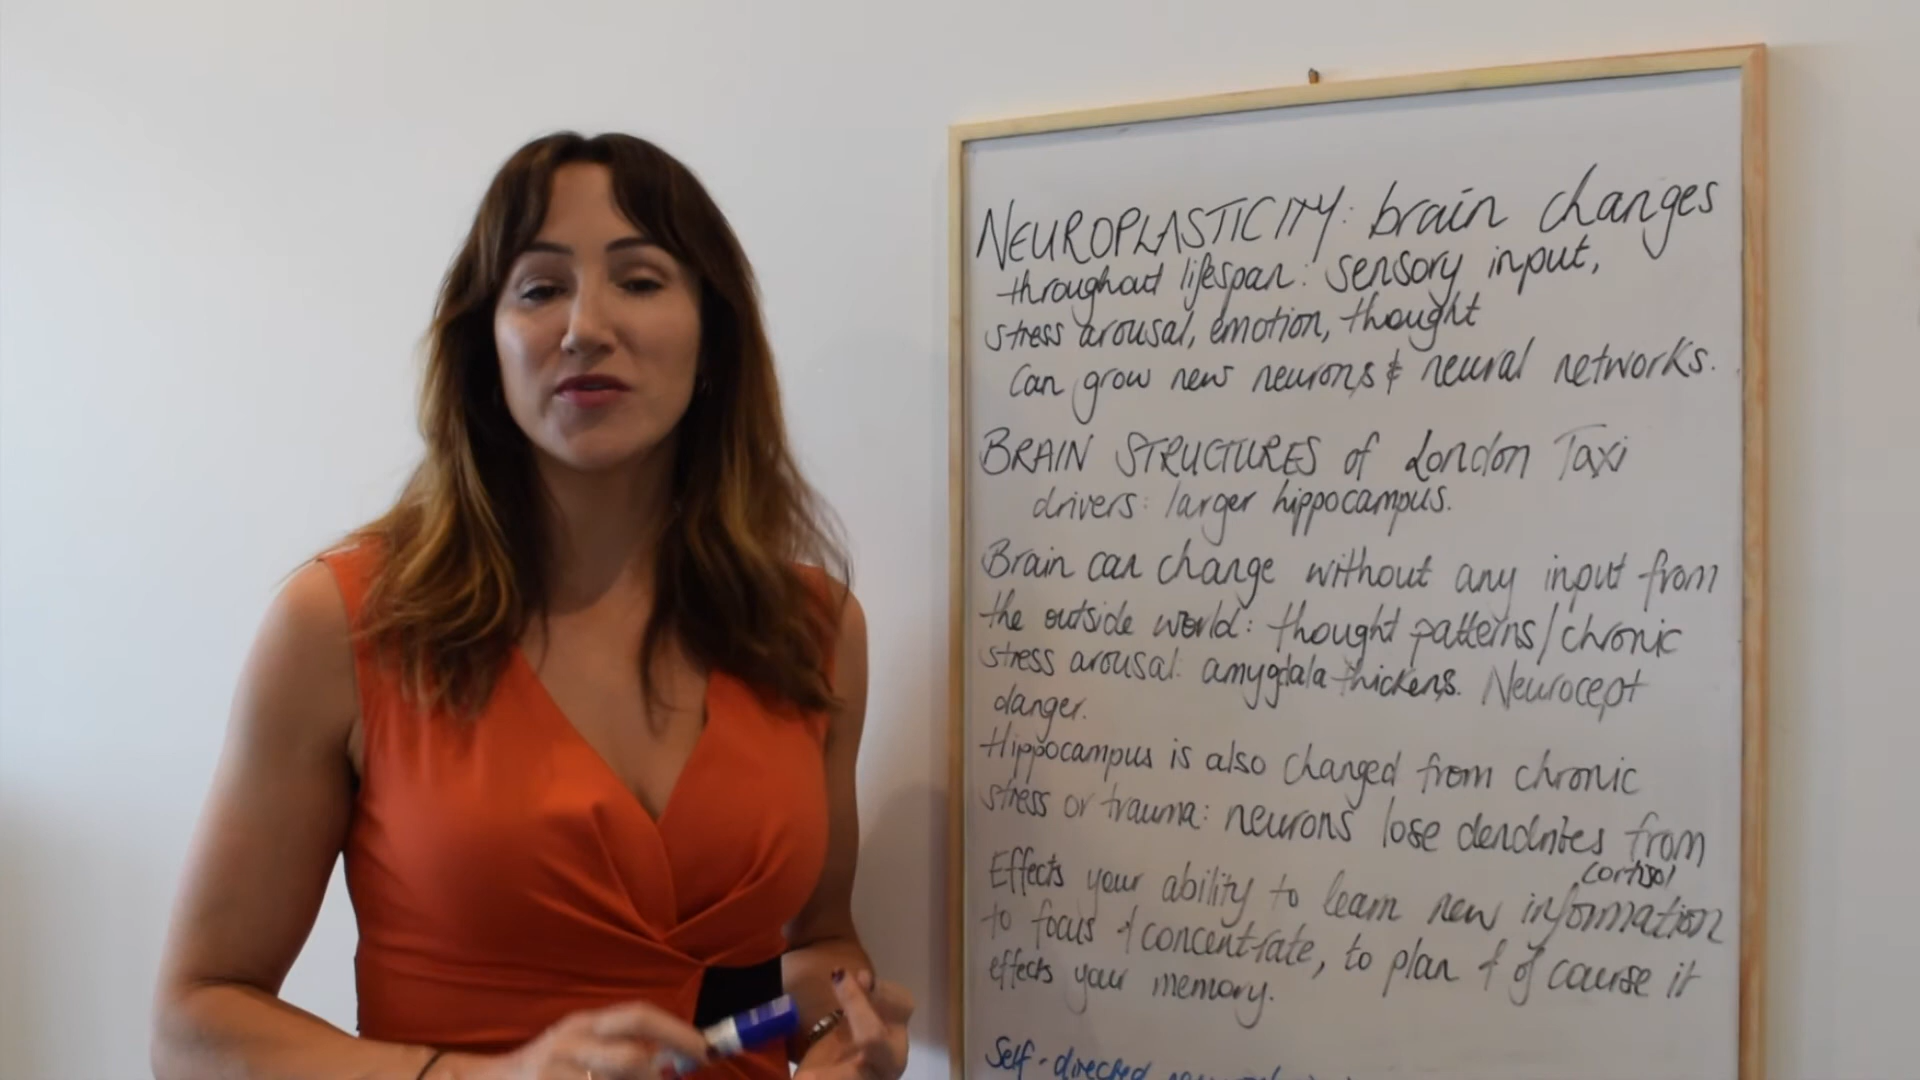 NEUROPLASTICITY: brain changes
throughout lifespan: sensory input,
stress arousal, emotion, thought
Can grow new neurons & neural networks.
BRAIN STRUCTURES of London Taxi
drivers: larger hippocampus.
Brain can change without any input from
the outside world: thought patterns/chronic
stress arousal: amygdala thickens. Neurocept
danger.
Hippocampus is also changed from chronic
stress or trauma: neurons lose dendrites from
cortisol
Effects your ability to learn new information
to focus & concentrate, to plan & of course it
effects your memory.
Self-directed